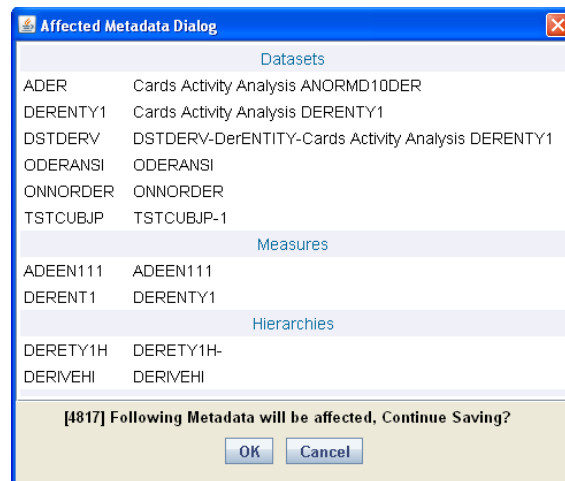 Affected Metadata Dialog
Datasets
ADER Cards Activity Analysis ANORMD10DER
DERENTY1 Cards Activity Analysis DERENTY1
DSTDERV DSTDERV-DerENTITY-Cards Activity Analysis DERENTY1
ODERANSI ODERANSI
ONNORDER ONNORDER
TSTCUBJP TSTCUBJP-1
Measures
ADEEN111 ADEEN111
DERENT1 DERENTY1
Hierarchies
DERETY1H DERETY1H-
DERIVEHI DERIVEHI
[4817] Following Metadata will be affected, Continue Saving?
OK Cancel